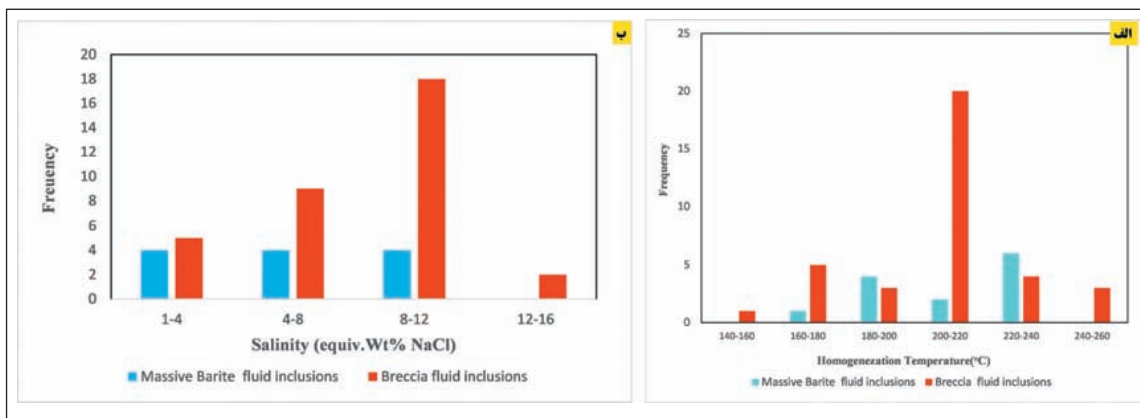 ب
20
18
16
14
12
10
8
6
4
2
0
Freuency
1-4 4-8 8-12 12-16
Salinity (equiv.Wt% NaCl)
Massive Barite fluid inclusions Breccia fluid inclusions
الف
25
20
15
10
5
0
Frequency
140-160 160-180 180-200 200-220 220-240 240-260
Homogenezation Temperature(°C)
Massive Barite fluid inclusions Breccia fluid inclusions